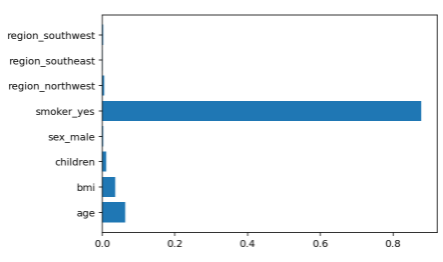 region_southwest
region_southeast
region_northwest
smoker_yes
sex_male
children
bmi
age
0.0 0.2 0.4 0.6 0.8